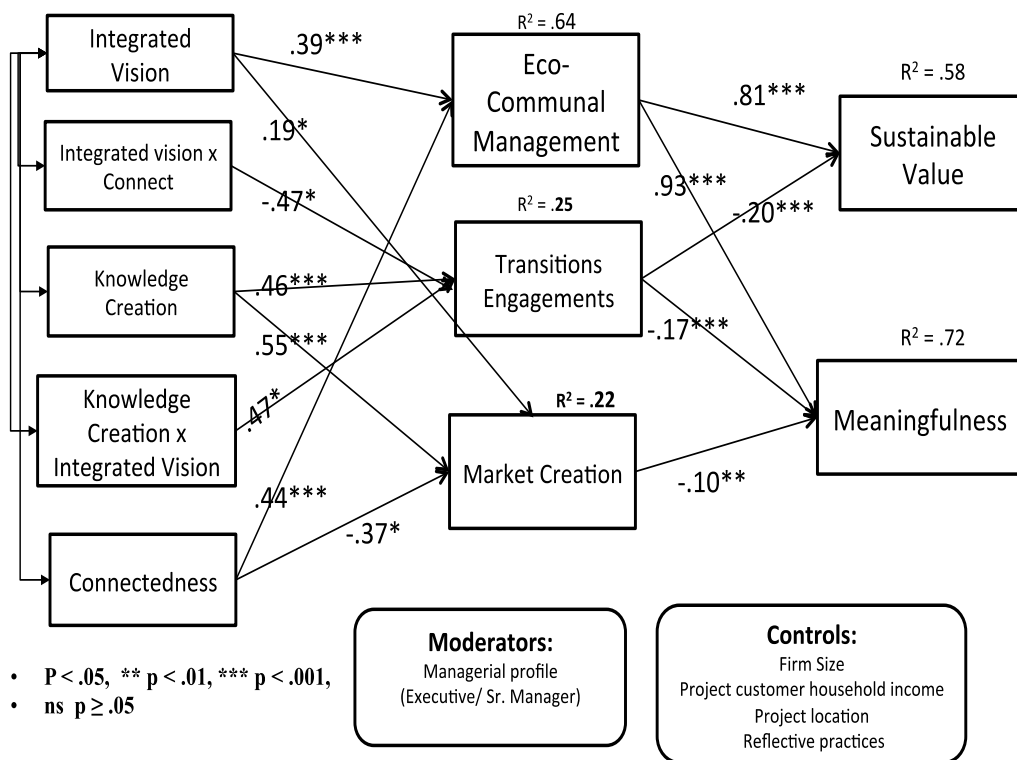 Integrated
Vision
Integrated vision x
Connect
Knowledge
Creation
Knowledge
Creation x
Integrated Vision
Connectedness
.39***
.19*
-.47*
.46***
.55***
.47*
.44***
-.37*
R² = .64
Eco-
Communal
Management
R² = .25
Transitions
Engagements
R² = .22
Market Creation
.81***
.93***
-.20***
-.17***
-.10**
R² = .58
Sustainable
Value
R² = .72
Meaningfulness
• P < .05, ** p < .01, *** p < .001,
• ns p ≥ .05
Moderators:
Managerial profile
(Executive/ Sr. Manager)
Controls:
Firm Size
Project customer household income
Project location
Reflective practices